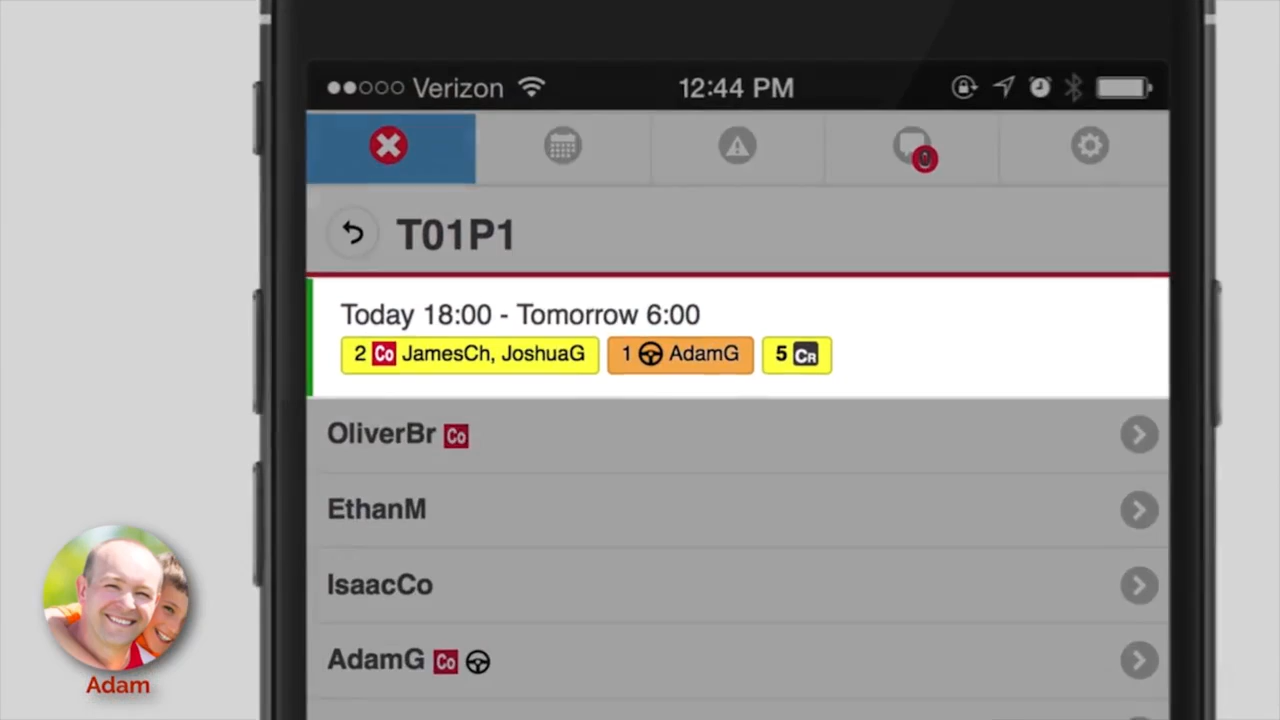 Verizon 12:44 PM
0
T01P1
Today 18:00 - Tomorrow 6:00
2 Co JamesCh, JoshuaG 1 AdamG 5 CR
OliverBr Co
EthanM
IsaacCo
AdamG Co
Adam